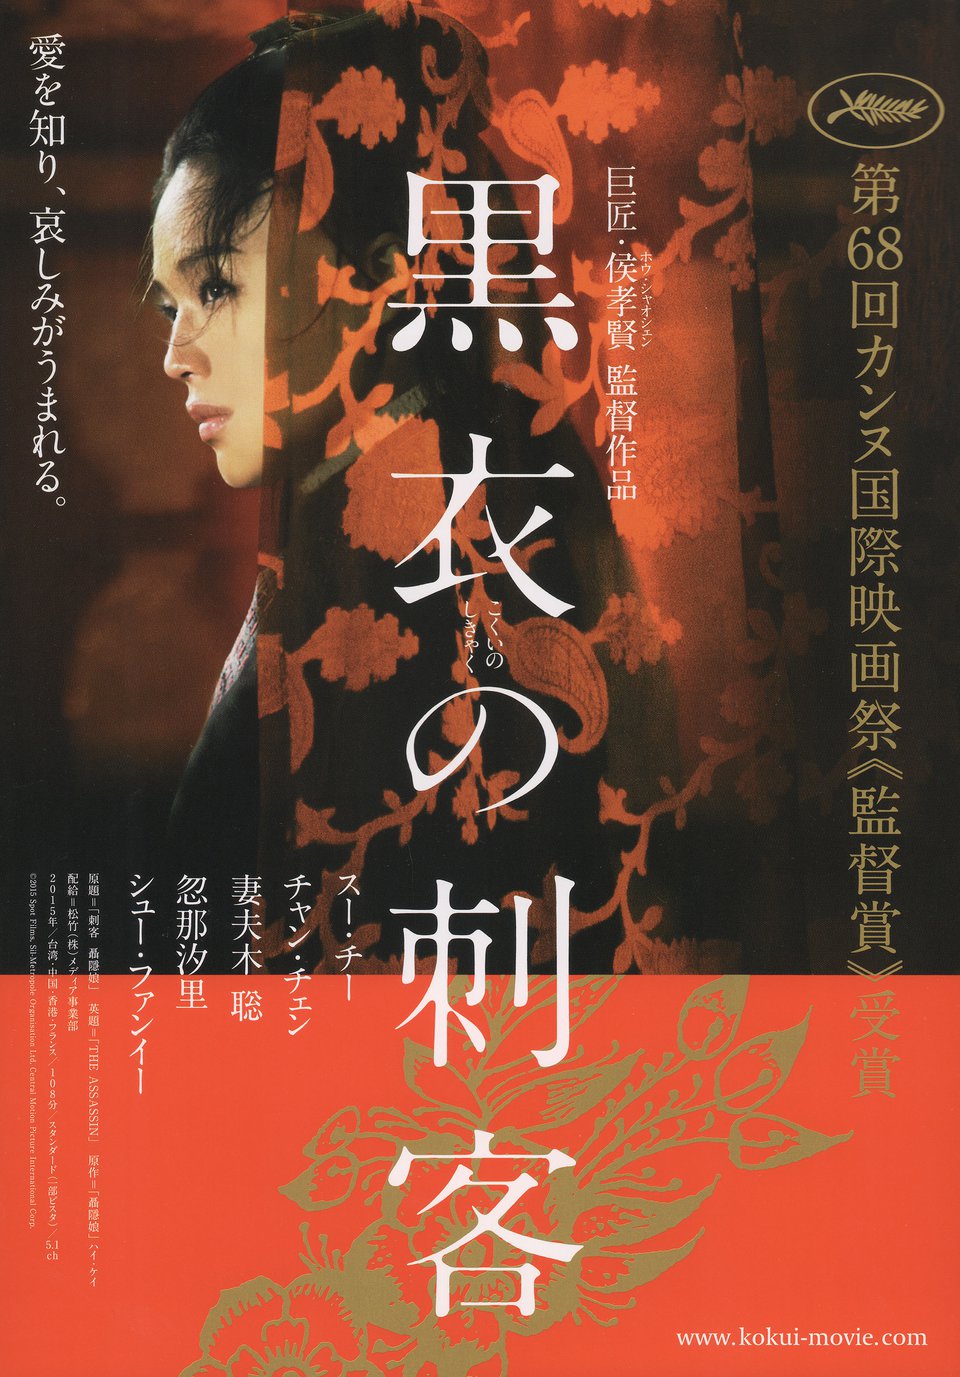 第68回カンヌ国際映画祭《監督賞》受賞
巨匠・侯孝賢 監督作品
ホウ・シャオシェン
黒衣の刺客
こくいの
しきゃく
愛を知り、哀しみがうまれる。
スー・チー
チャン・チェン
妻夫木 聡
忽那汐里
シュー・ファンイー
原題=「刺客 聶隠娘」 英題=「THE ASSASSIN」 原作=「聶隠娘」ハイ・ケイ
配給=松竹(株)メディア事業部
2015年/台湾・中国・香港・フランス/108分/スタンダード(一部ビスタ)/5.1ch
©2015 Spot Films, Sil-Metropole Organisation Ltd, Central Motion Picture International Corp.
www.kokui-movie.com